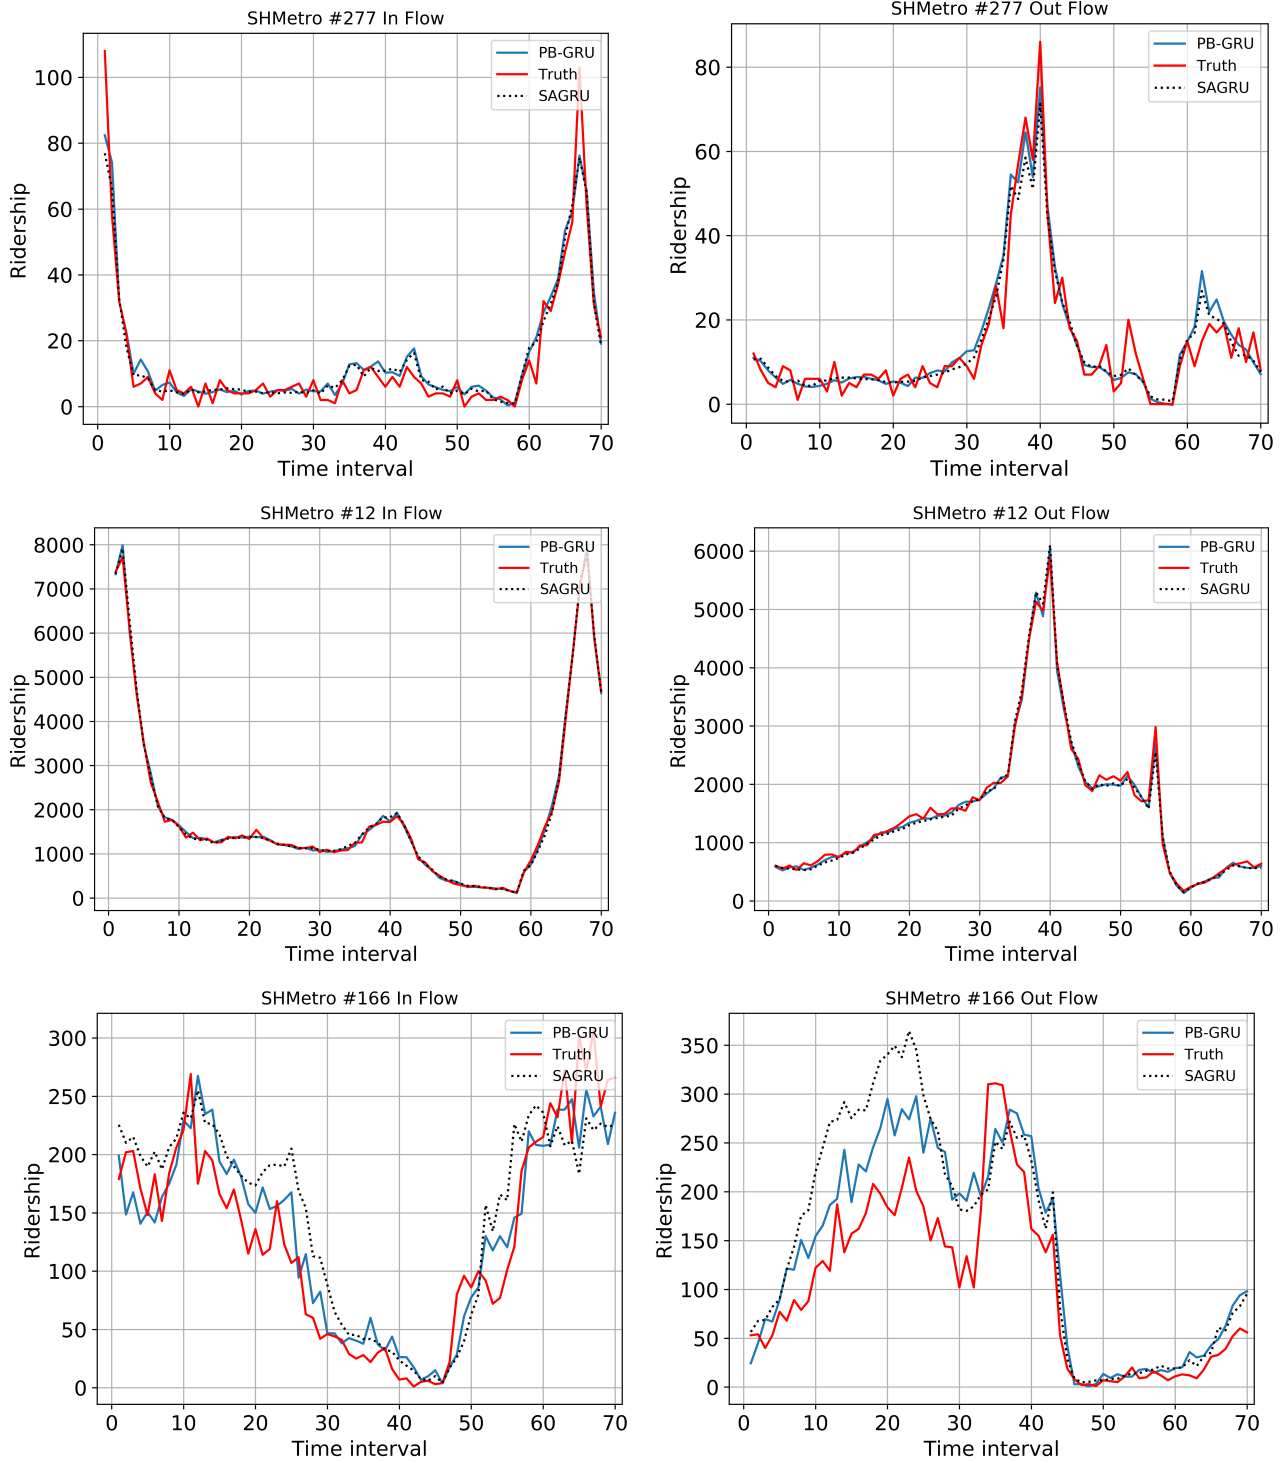 SHMetro #277 In Flow
PB-GRU
Truth
SAGRU
100
80
60
40
20
0
Ridership
0 10 20 30 40 50 60 70
Time interval
SHMetro #277 Out Flow
PB-GRU
Truth
SAGRU
80
60
40
20
0
Ridership
0 10 20 30 40 50 60 70
Time interval
SHMetro #12 In Flow
PB-GRU
Truth
SAGRU
8000
7000
6000
5000
4000
3000
2000
1000
0
Ridership
0 10 20 30 40 50 60 70
Time interval
SHMetro #12 Out Flow
PB-GRU
Truth
SAGRU
6000
5000
4000
3000
2000
1000
0
Ridership
0 10 20 30 40 50 60 70
Time interval
SHMetro #166 In Flow
PB-GRU
Truth
SAGRU
300
250
200
150
100
50
0
Ridership
0 10 20 30 40 50 60 70
Time interval
SHMetro #166 Out Flow
PB-GRU
Truth
SAGRU
350
300
250
200
150
100
50
0
Ridership
0 10 20 30 40 50 60 70
Time interval